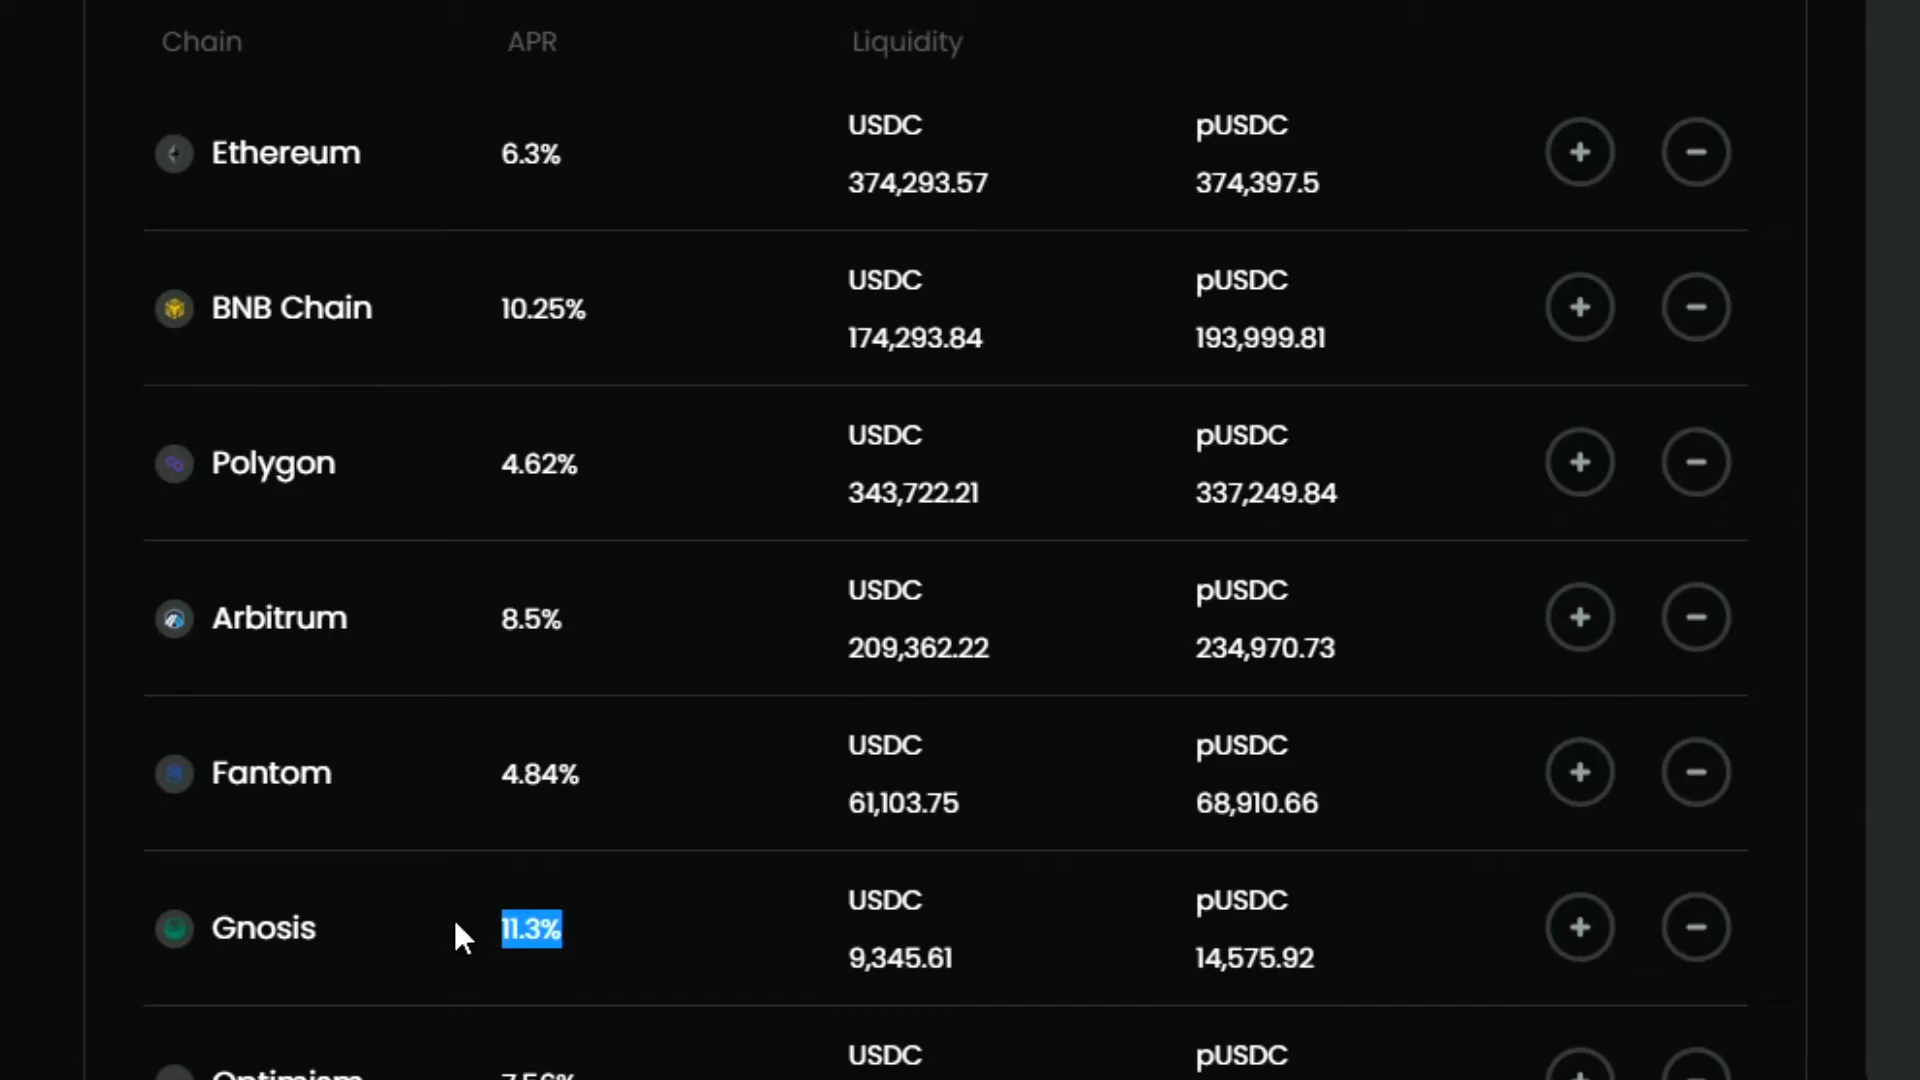 Chain APR Liquidity
USDC pUSDC
Ethereum 6.3%
374,293.57 374,397.5
USDC pUSDC
BNB Chain 10.25%
174,293.84 193,999.81
USDC pUSDC
Polygon 4.62%
343,722.21 337,249.84
USDC pUSDC
Arbitrum 8.5%
209,362.22 234,970.73
USDC pUSDC
Fantom 4.84%
61,103.75 68,910.66
USDC pUSDC
Gnosis 11.3%
9,345.61 14,575.92
USDC pUSDC
Optimism 7.56%